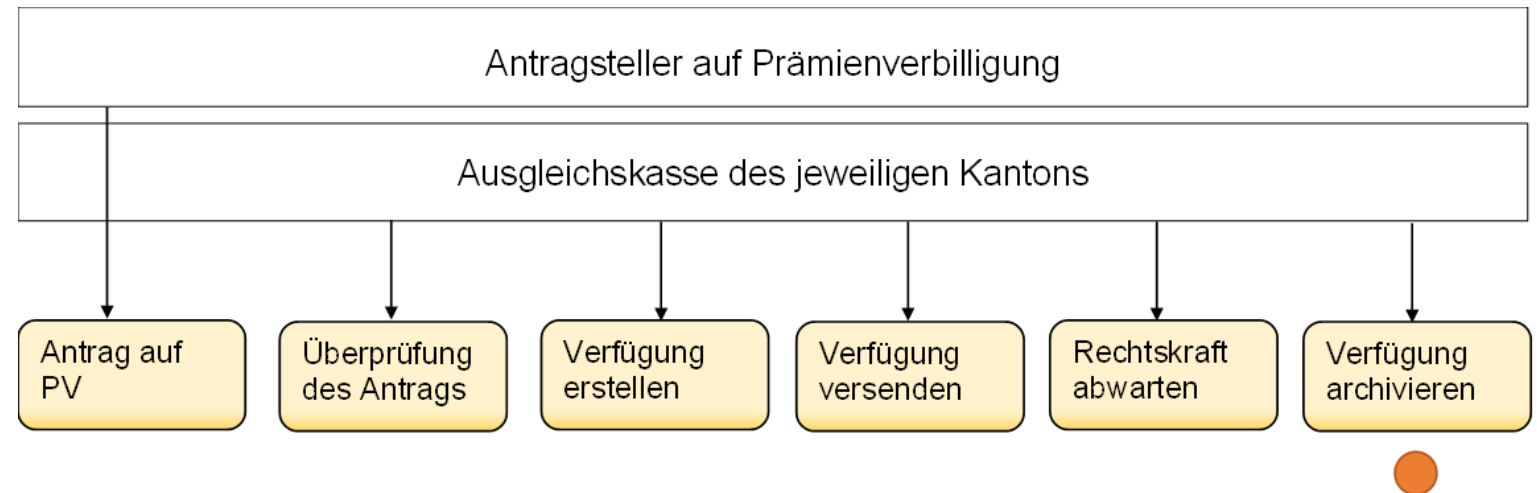 Antragsteller auf Prämienverbilligung
Ausgleichskasse des jeweiligen Kantons
Antrag auf
PV
Überprüfung
des Antrags
Verfügung
erstellen
Verfügung
versenden
Rechtskraft
abwarten
Verfügung
archivieren